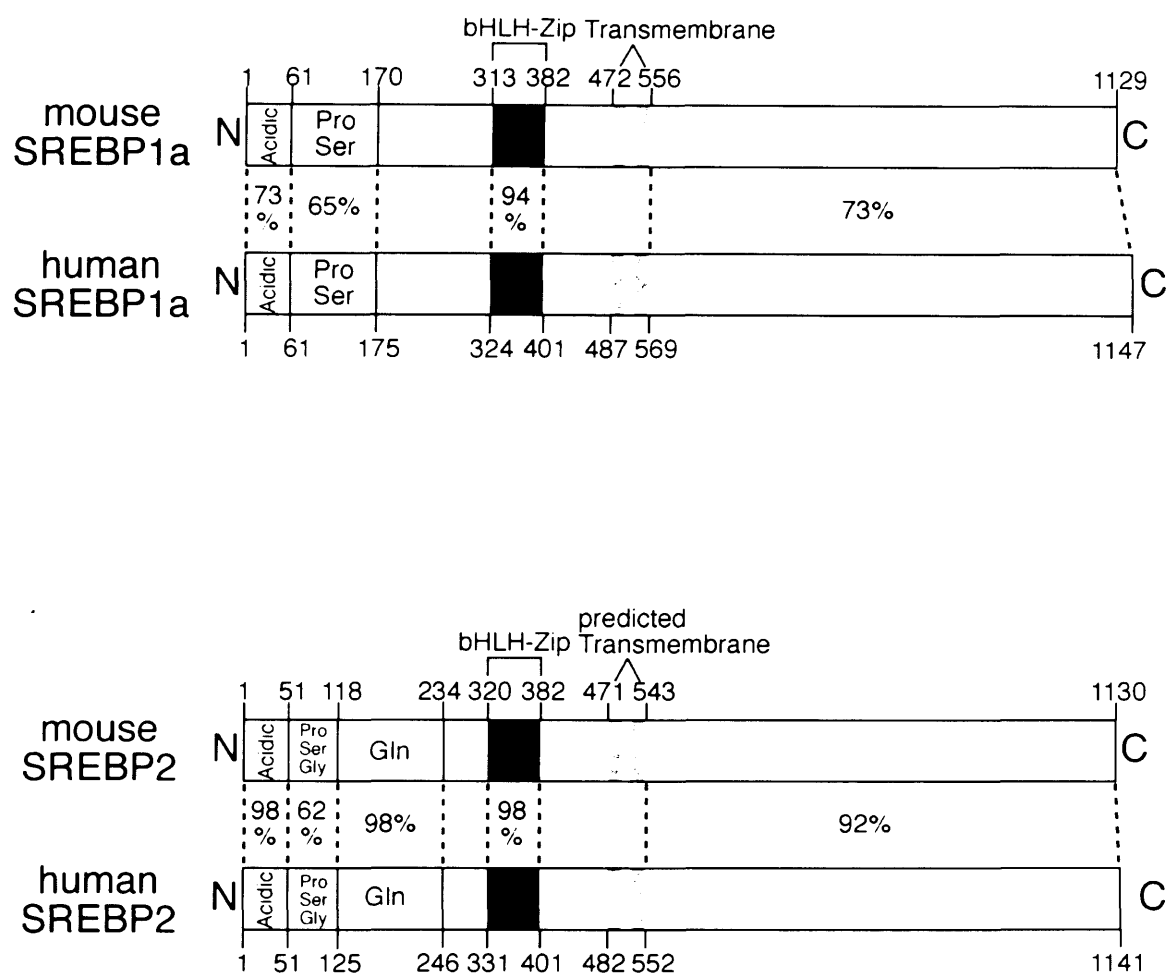 bHLH-Zip Transmembrane
1 61 170 313 382 472 556 1129
mouse
SREBP1a
N Acidic Pro
Ser C
73
% 65% 94
% 73%
human
SREBP1a
N Acidic Pro
Ser C
1 61 175 324 401 487 569 1147
predicted
bHLH-Zip Transmembrane
1 51 118 234 320 382 471 543 1130
mouse
SREBP2
N Acidic Pro
Ser
Gly Gln C
98
% 62
% 98% 98
% 92%
human
SREBP2
N Acidic Pro
Ser
Gly Gln C
1 51 125 246 331 401 482 552 1141